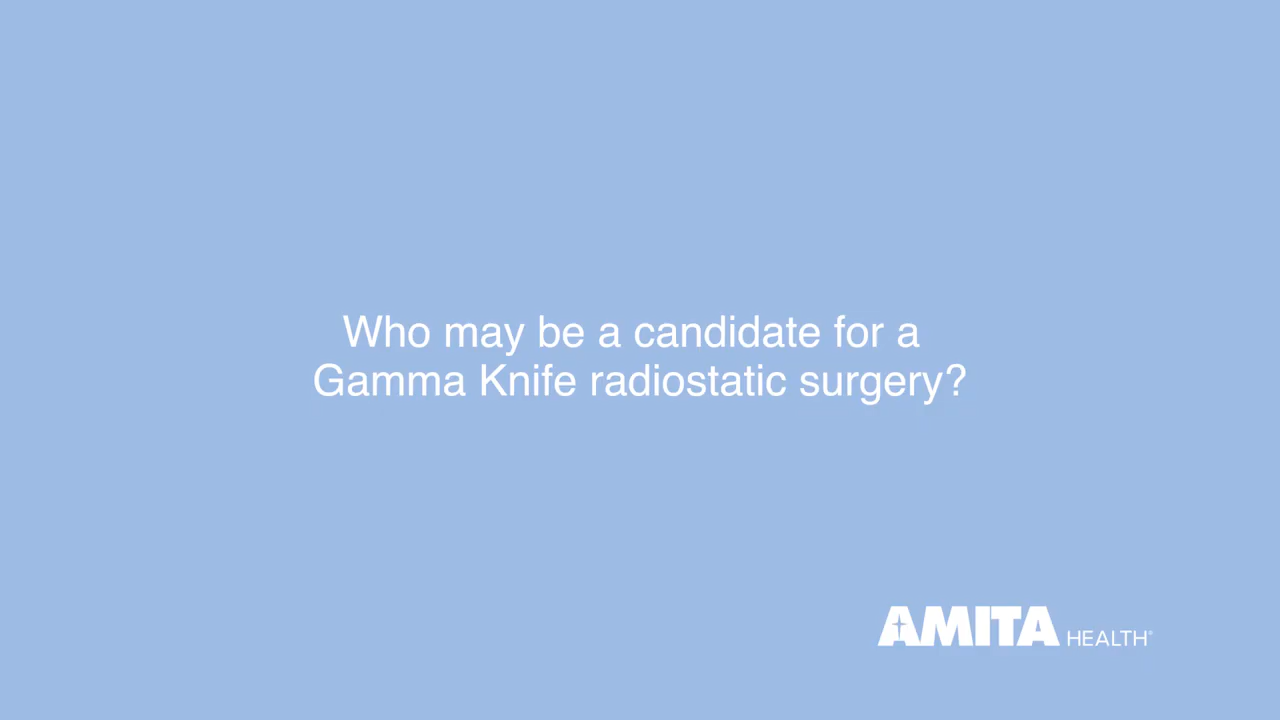 Who may be a candidate for a
Gamma Knife radiostatic surgery?
AMITA HEALTH®